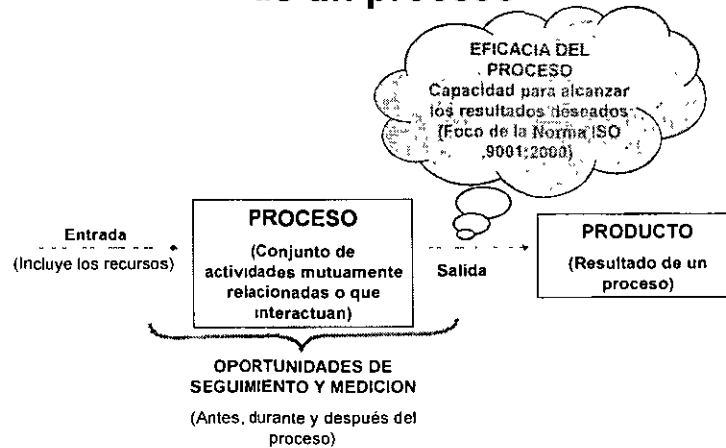 EFICACIA DEL
PROCESO
Capacidad para alcanzar
los resultados deseados
(Foco de la Norma ISO
9001:2000)
Entrada
(Incluye los recursos)
PROCESO
(Conjunto de
actividades mutuamente
relacionadas o que
interactuan)
Salida
PRODUCTO
(Resultado de un
proceso)
OPORTUNIDADES DE
SEGUIMIENTO Y MEDICION
(Antes, durante y después del
proceso)